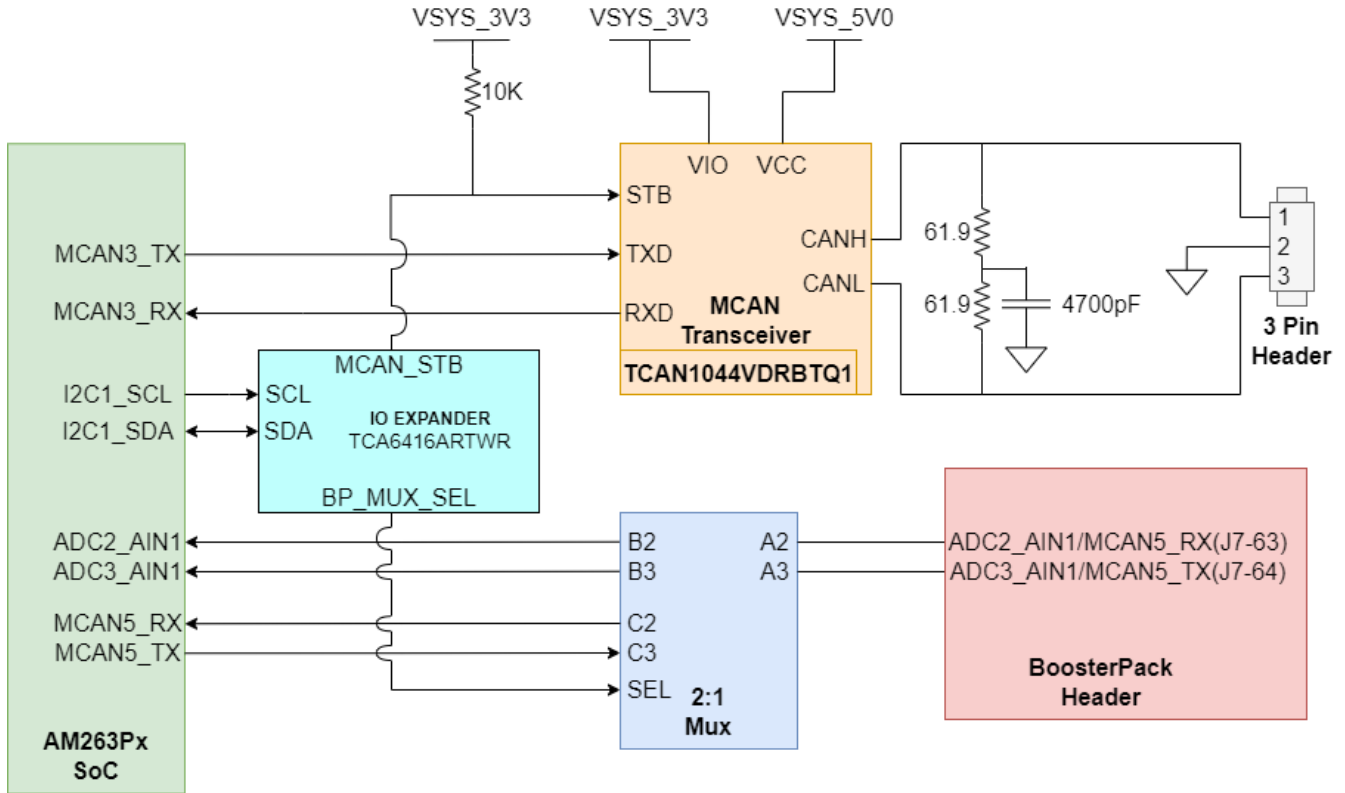 VSYS_3V3
VSYS_3V3
VSYS_5V0
10K
VIO
VCC
STB
MCAN3_TX
TXD
CANH
61.9
1
2
3
MCAN3_RX
RXD
CANL
61.9
4700pF
MCAN
Transceiver
TCAN1044VDRBTQ1
3 Pin
Header
MCAN_STB
I2C1_SCL
SCL
I2C1_SDA
SDA
IO EXPANDER
TCA6416ARTWR
BP_MUX_SEL
ADC2_AIN1
B2
A2
ADC2_AIN1/MCAN5_RX(J7-63)
ADC3_AIN1
B3
A3
ADC3_AIN1/MCAN5_TX(J7-64)
MCAN5_RX
C2
MCAN5_TX
C3
SEL
2:1
Mux
BoosterPack
Header
AM263Px
SoC